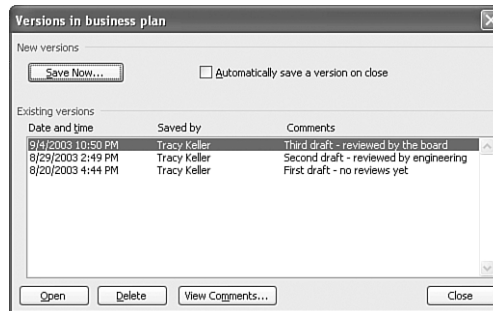 Versions in business plan
New versions
Save Now...
Automatically save a version on close
Existing versions
Date and time Saved by Comments
9/4/2003 10:50 PM Tracy Keller Third draft - reviewed by the board
8/29/2003 2:49 PM Tracy Keller Second draft - reviewed by engineering
8/20/2003 4:44 PM Tracy Keller First draft - no reviews yet
Open Delete View Comments... Close